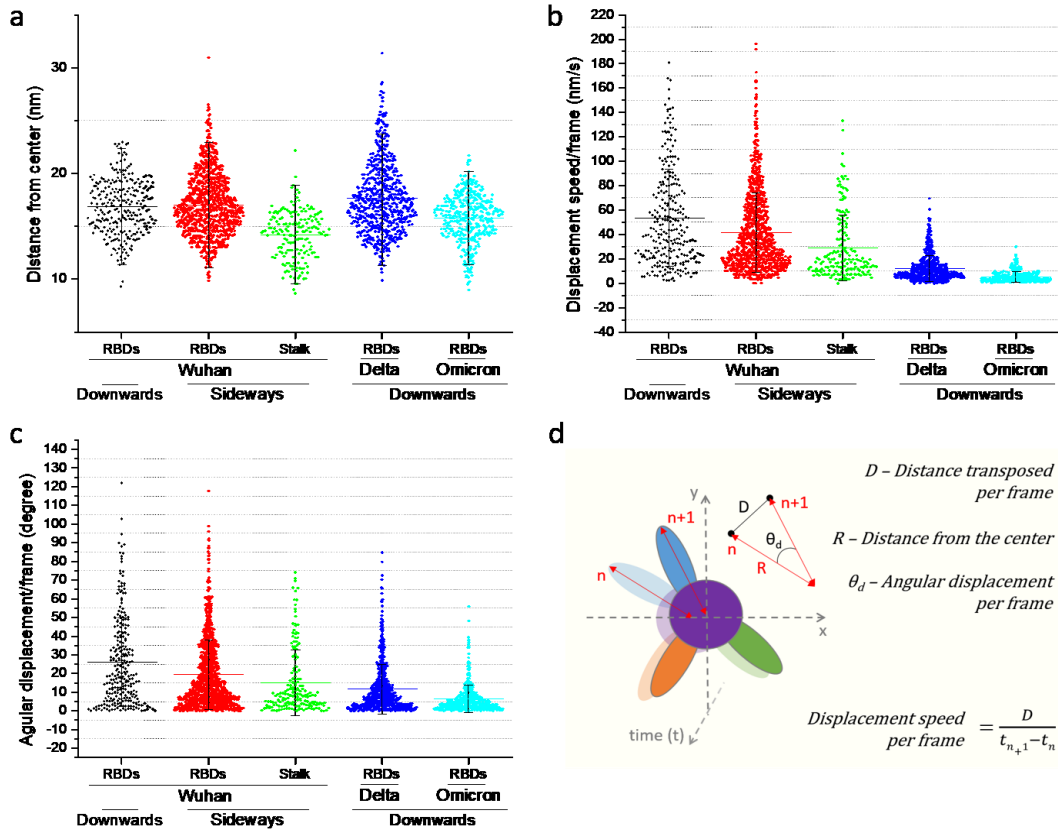 a
Distance from center (nm)
30
20
10
RBDs
RBDs
Stalk
RBDs
RBDs
Wuhan
Delta
Omicron
Downwards
Sideways
Downwards
b
Displacement speed/frame (nm/s)
220
200
180
160
140
120
100
80
60
40
20
0
-20
-40
RBDs
RBDs
Stalk
RBDs
RBDs
Wuhan
Delta
Omicron
Downwards
Sideways
Downwards
c
Agular displacement/frame (degree)
140
130
120
110
100
90
80
70
60
50
40
30
20
10
0
-10
-20
RBDs
RBDs
Stalk
RBDs
RBDs
Wuhan
Delta
Omicron
Downwards
Sideways
Downwards
d
D – Distance transposed
per frame
R – Distance from the center
θd – Angular displacement
per frame
y
D
n+1
n+1
n
θd
R
n
x
time (t)
Displacement speed
per frame
= D / (tn+1 – tn)